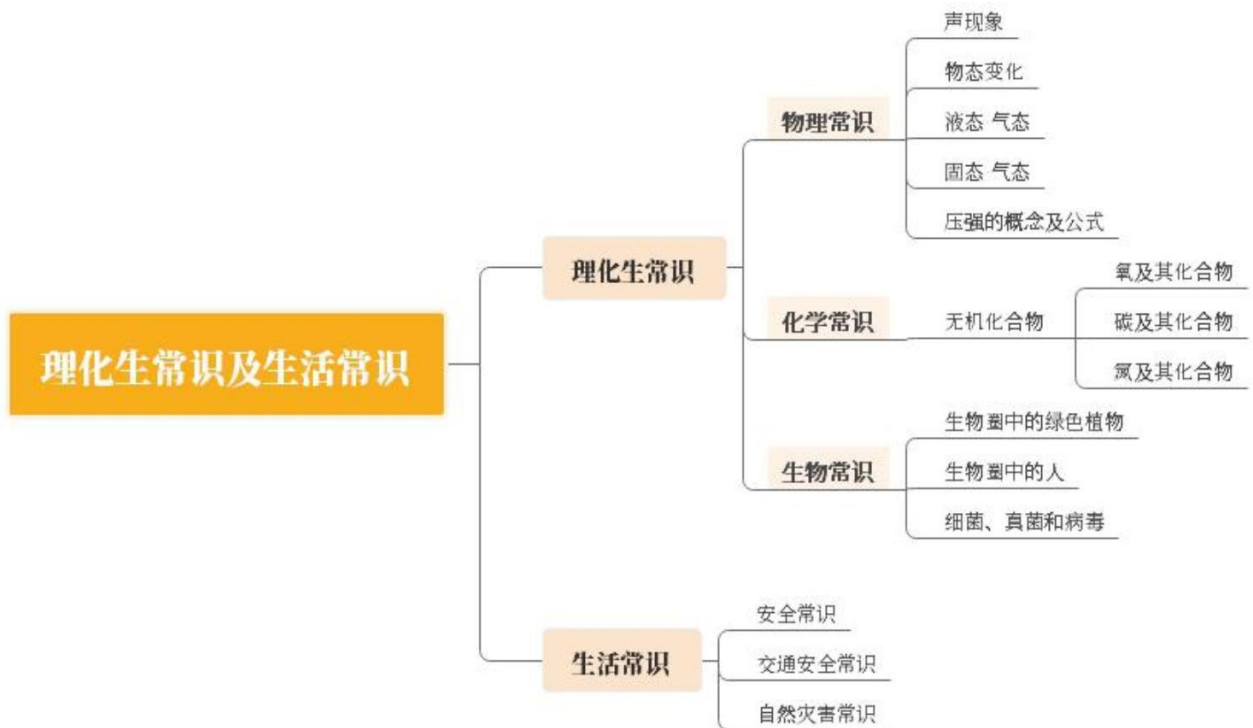 理化生常识及生活常识
理化生常识
物理常识
声现象
物态变化
液态 气态
固态 气态
压强的概念及公式
化学常识
无机化合物
氧及其化合物
碳及其化合物
氮及其化合物
生物常识
生物圈中的绿色植物
生物圈中的人
细菌、真菌和病毒
生活常识
安全常识
交通安全常识
自然灾害常识